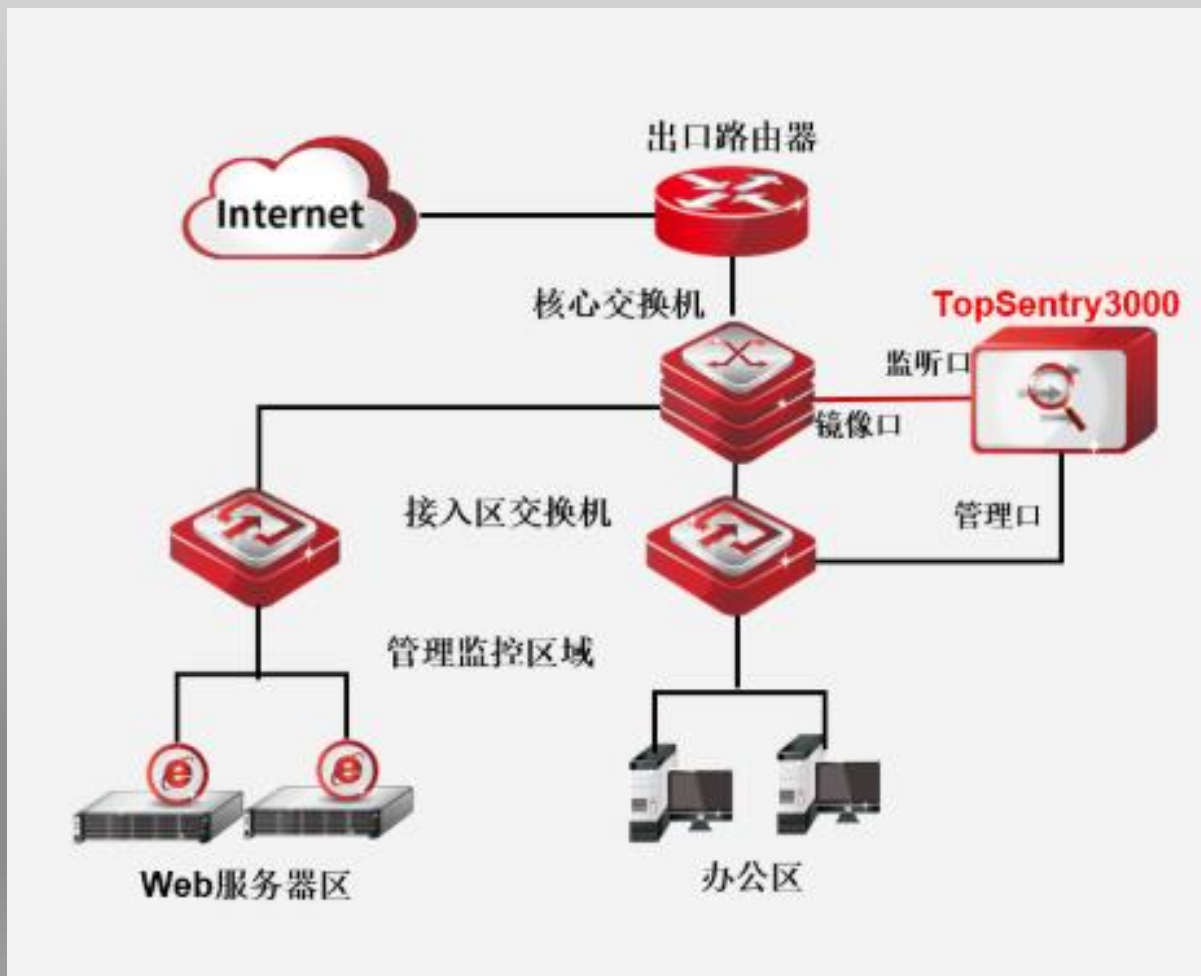 出口路由器
Internet
核心交换机
TopSentry3000
监听口
镜像口
接入区交换机
管理口
管理监控区域
Web服务器区
办公区